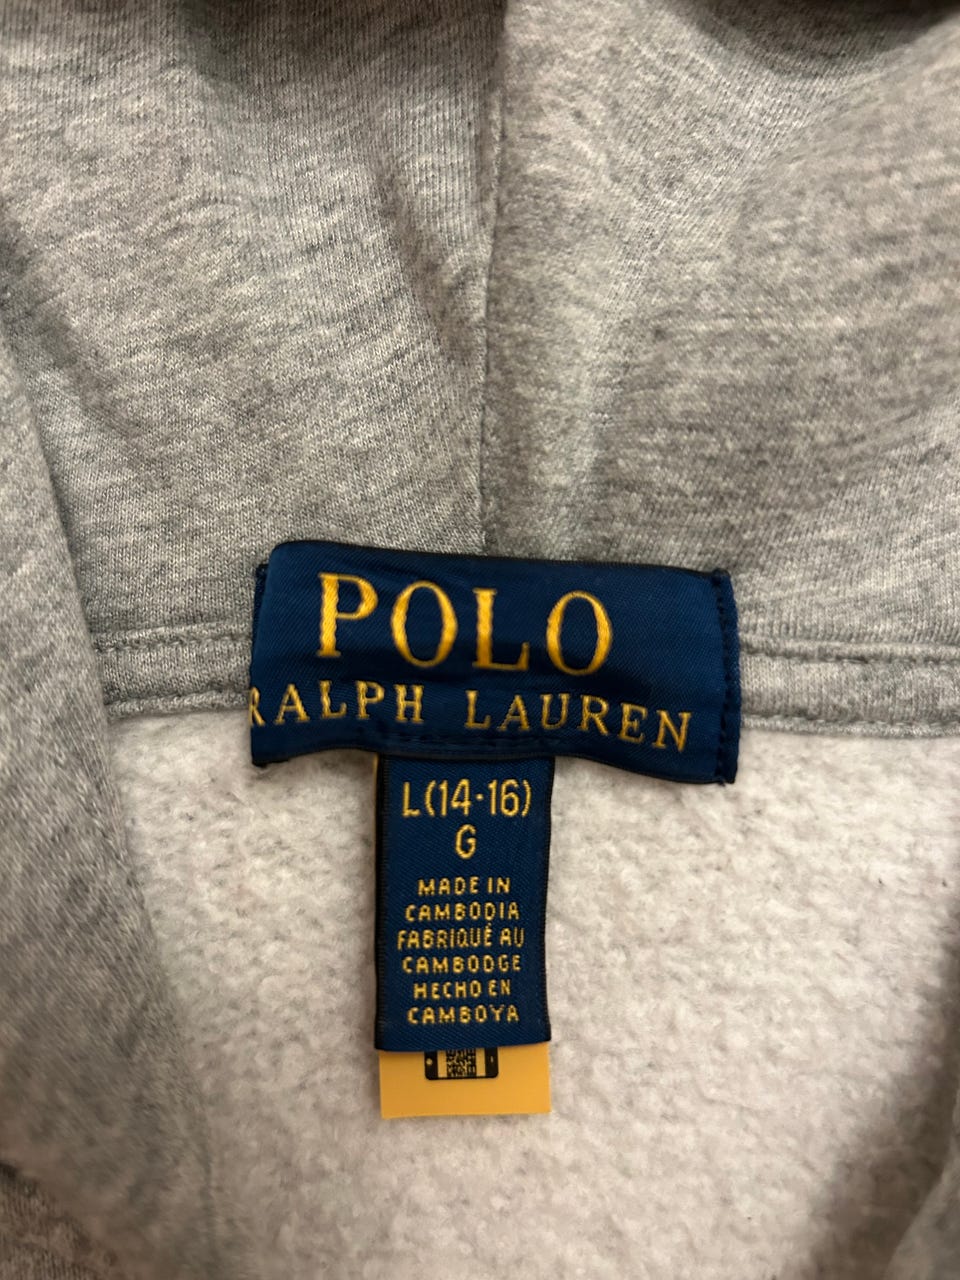 POLO
RALPH LAUREN
L(14-16)
G
MADE IN
CAMBODIA
FABRIQUÉ AU
CAMBODGE
HECHO EN
CAMBOYA